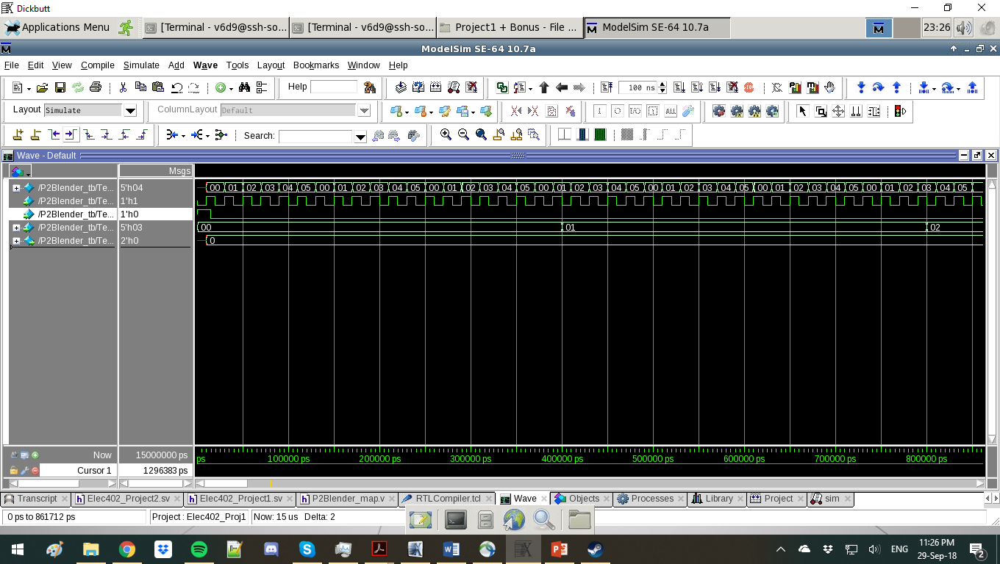 Dickbutt
Applications Menu [Terminal - v6d9@ssh-so... [Terminal - v6d9@ssh-so... Project1 + Bonus - File ... ModelSim SE-64 10.7a 23:26
ModelSim SE-64 10.7a
File Edit View Compile Simulate Add Wave Tools Layout Bookmarks Window Help
Help 100 ns
Layout Simulate ColumnLayout Default
Search:
Wave - Default
Msgs
/P2Blender_tb/Te... 5'h04 00 01 02 03 04 05 00 01 02 03 04 05 00 01 02 03 04 05 00 01 02 03 04 05 00 01 02 03 04 05 00 01 02 03 04 05 00 01 02 03 04 05
/P2Blender_tb/Te... 1'h1
/P2Blender_tb/Te... 1'h0
/P2Blender_tb/Te... 5'h03 00 01 02
/P2Blender_tb/Te... 2'h0 0
Now 15000000 ps ps 100000 ps 200000 ps 300000 ps 400000 ps 500000 ps 600000 ps 700000 ps 800000 ps
Cursor 1 1296383 ps
Transcript Elec402_Project2.sv Elec402_Project1.sv P2Blender_map.v RTLCompiler.tcl Wave Objects Processes Library Project sim
0 ps to 861712 ps Project : Elec402_Proj1 Now: 15 us Delta: 2
ENG 11:26 PM
29-Sep-18 2